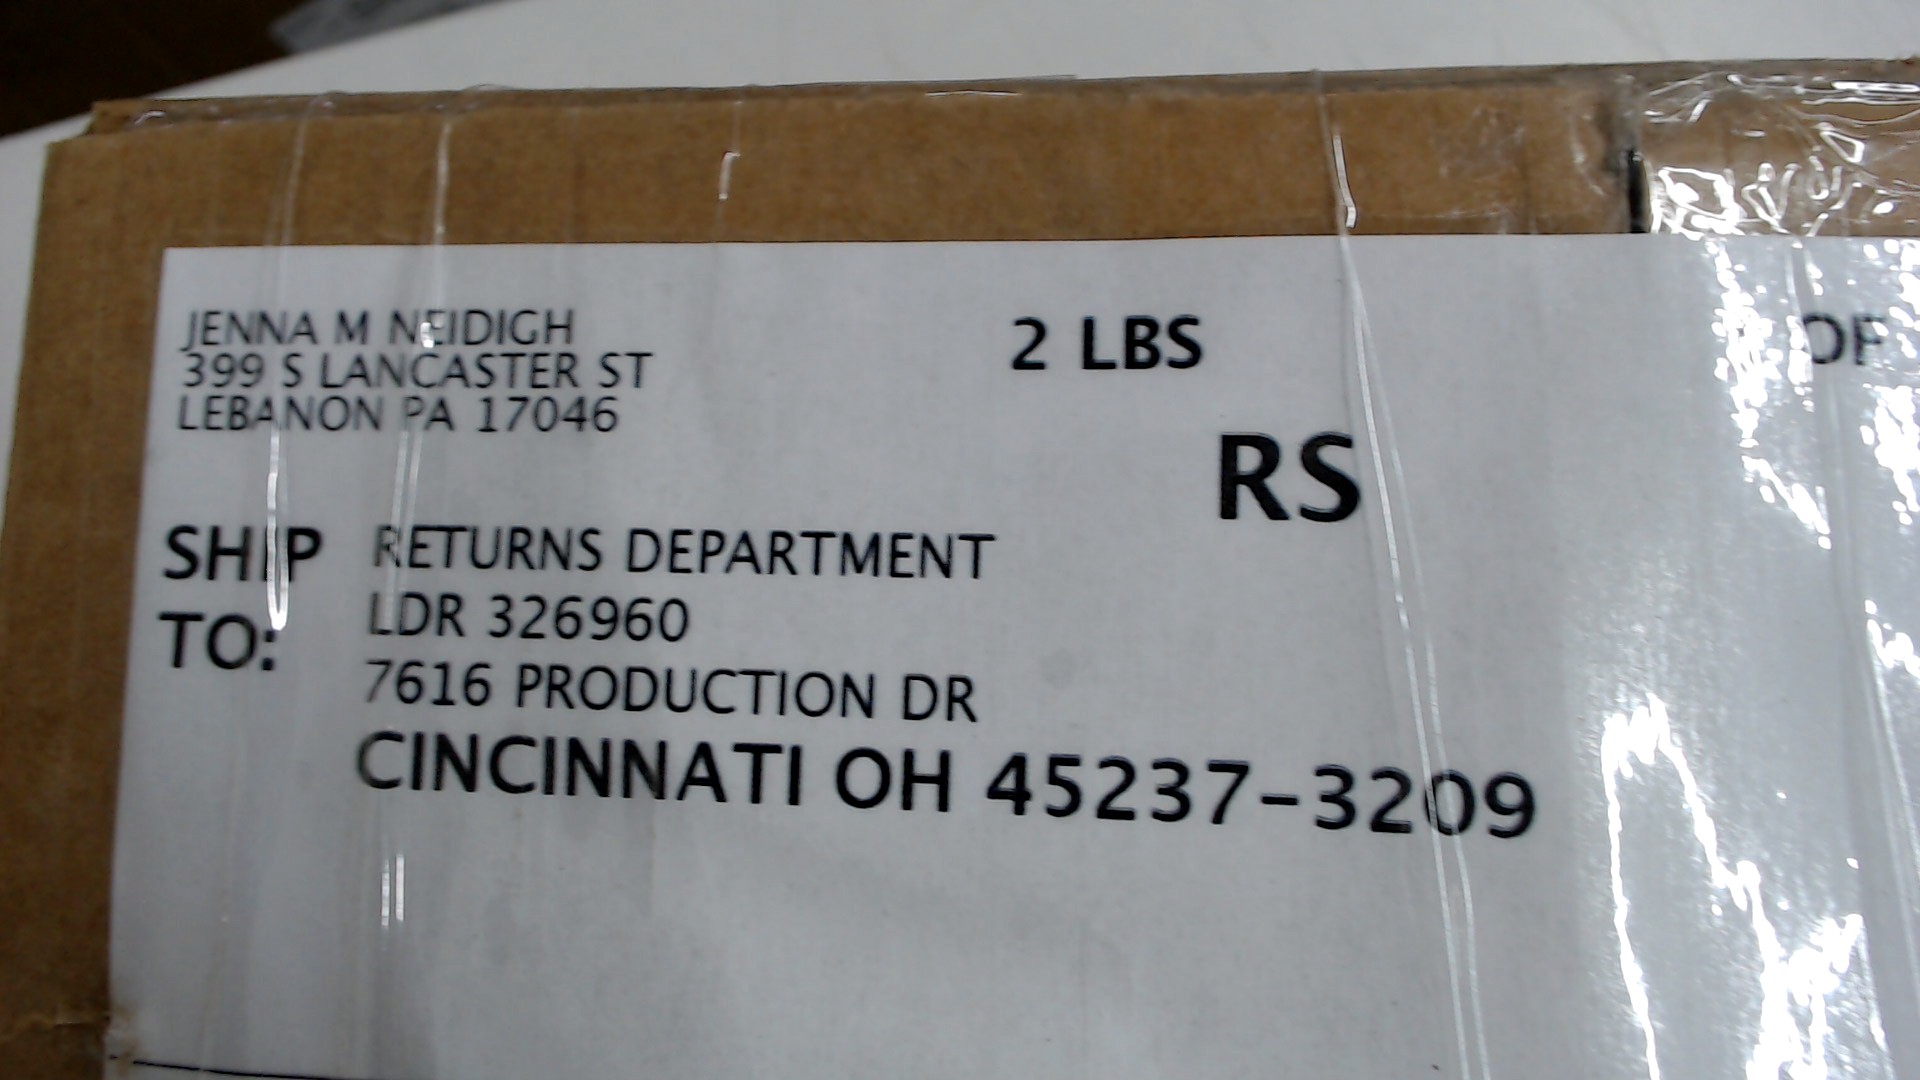 JENNA M NEIDIGH
399 S LANCASTER ST
LEBANON PA 17046
2 LBS
OF
RS
SHIP TO:
RETURNS DEPARTMENT
LDR 326960
7616 PRODUCTION DR
CINCINNATI OH 45237-3209